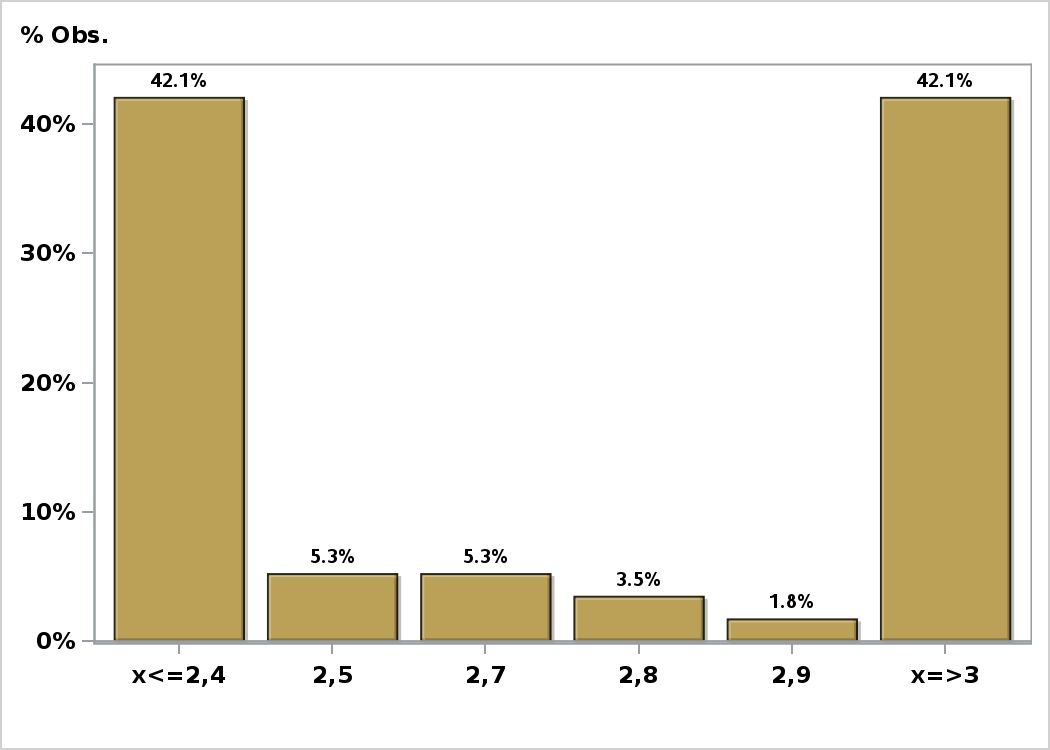 % Obs.
42.1% 42.1%
40%
30%
20%
10%
5.3% 5.3% 3.5% 1.8%
0%
x<=2,4 2,5 2,7 2,8 2,9 x=>3